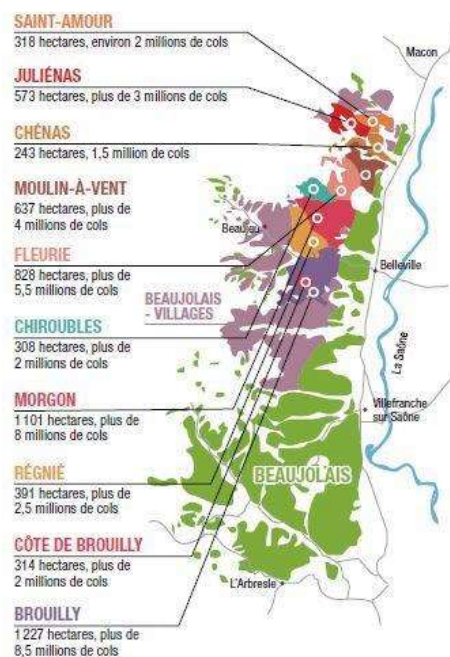 SAINT-AMOUR
318 hectares, environ 2 millions de cols
JULIÉNAS
573 hectares, plus de 3 millions de cols
CHÉNAS
243 hectares, 1,5 million de cols
MOULIN-À-VENT
637 hectares, plus de
4 millions de cols
FLEURIE
828 hectares, plus de
5,5 millions de cols
CHIROUBLES
308 hectares, plus de
2 millions de cols
MORGON
1 101 hectares, plus de
8 millions de cols
RÉGNIÉ
391 hectares, plus de
2,5 millions de cols
CÔTE DE BROUILLY
314 hectares, plus de
2 millions de cols
BROUILLY
1 227 hectares, plus de
8,5 millions de cols
Macon
Beaujeu
Belleville
BEAUJOLAIS
- VILLAGES
La Saône
Villefranche
sur Saône
BEAUJOLAIS
L'Arbresle